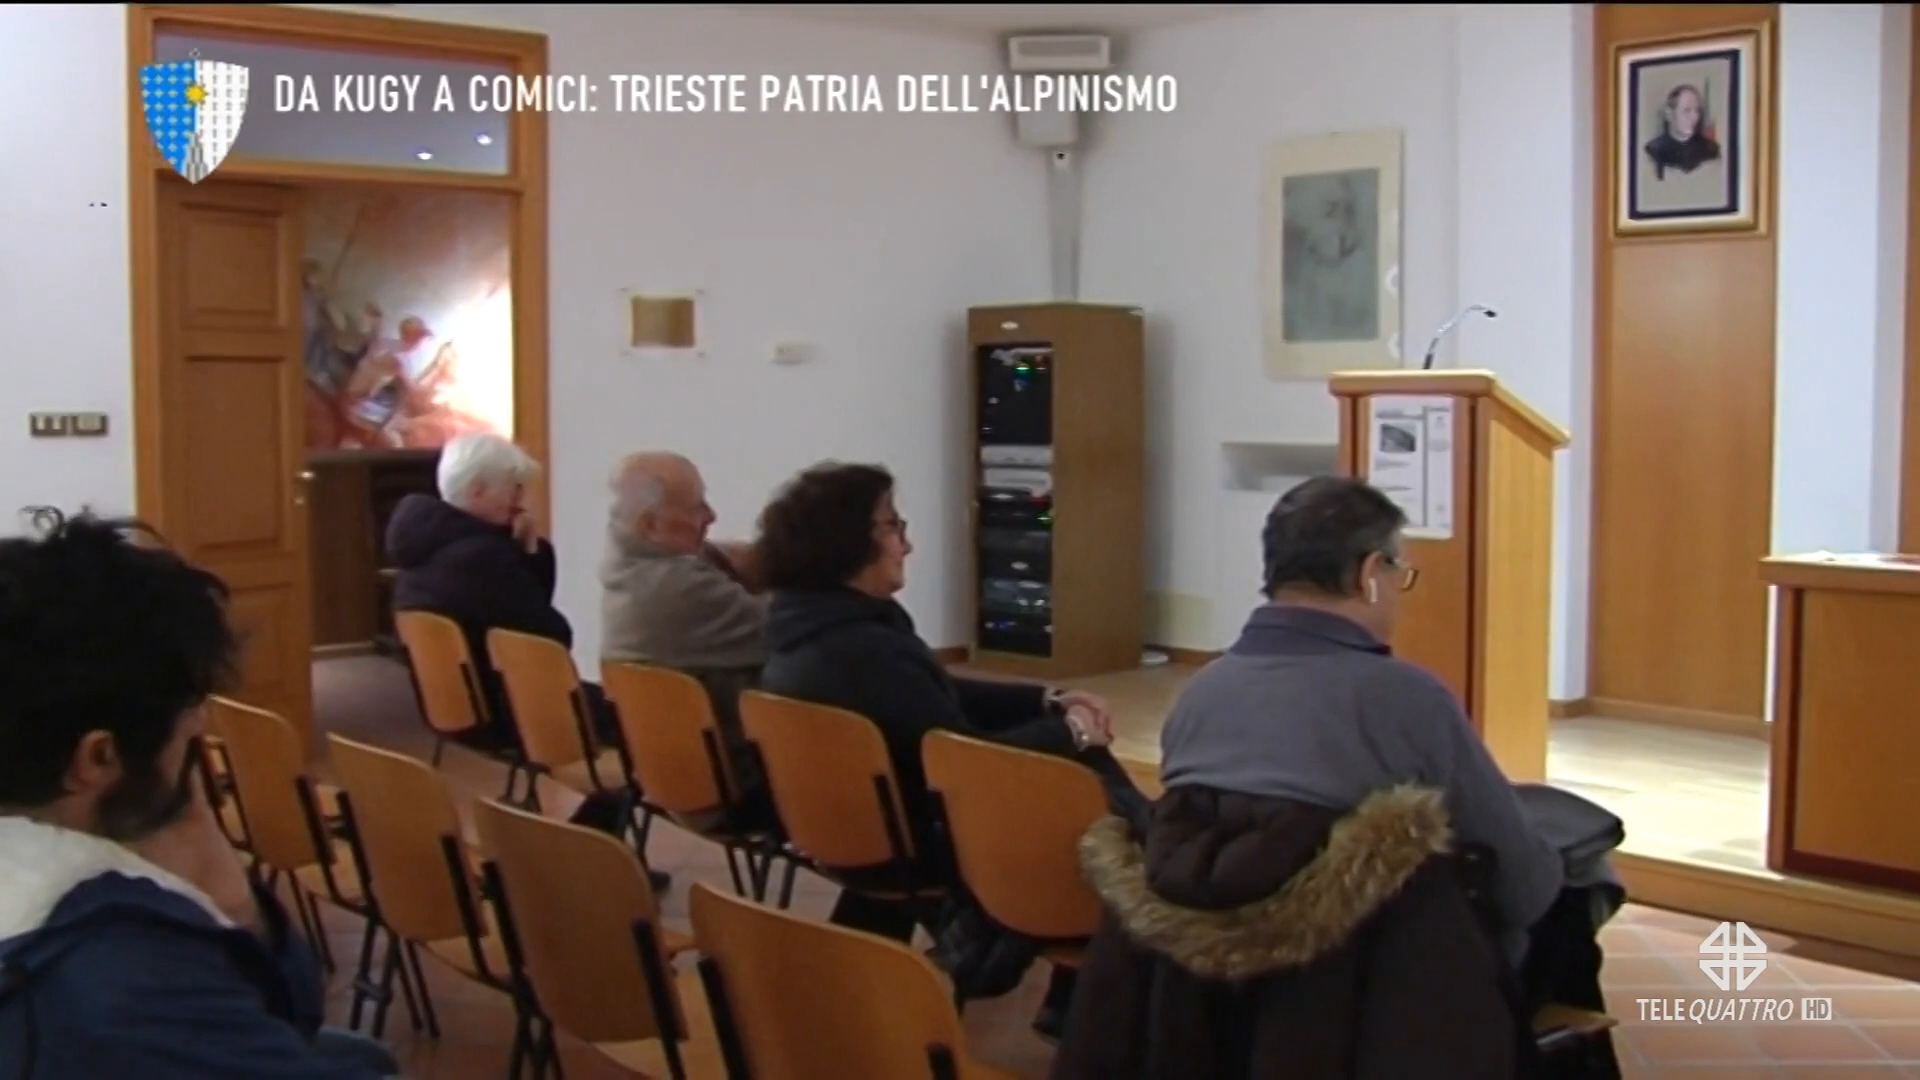 DA KUGY A COMICI: TRIESTE PATRIA DELL'ALPINISMO
TELEQUATTRO HD